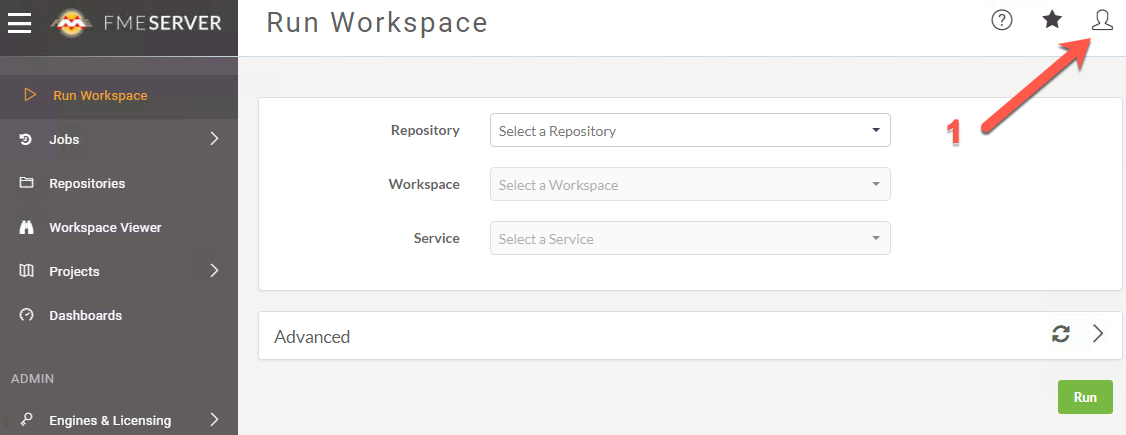 FMESERVER
Run Workspace
?
1
Run Workspace
Jobs
Repositories
Workspace Viewer
Projects
Dashboards
ADMIN
Engines & Licensing
Repository
Select a Repository
Workspace
Select a Workspace
Service
Select a Service
Advanced
Run